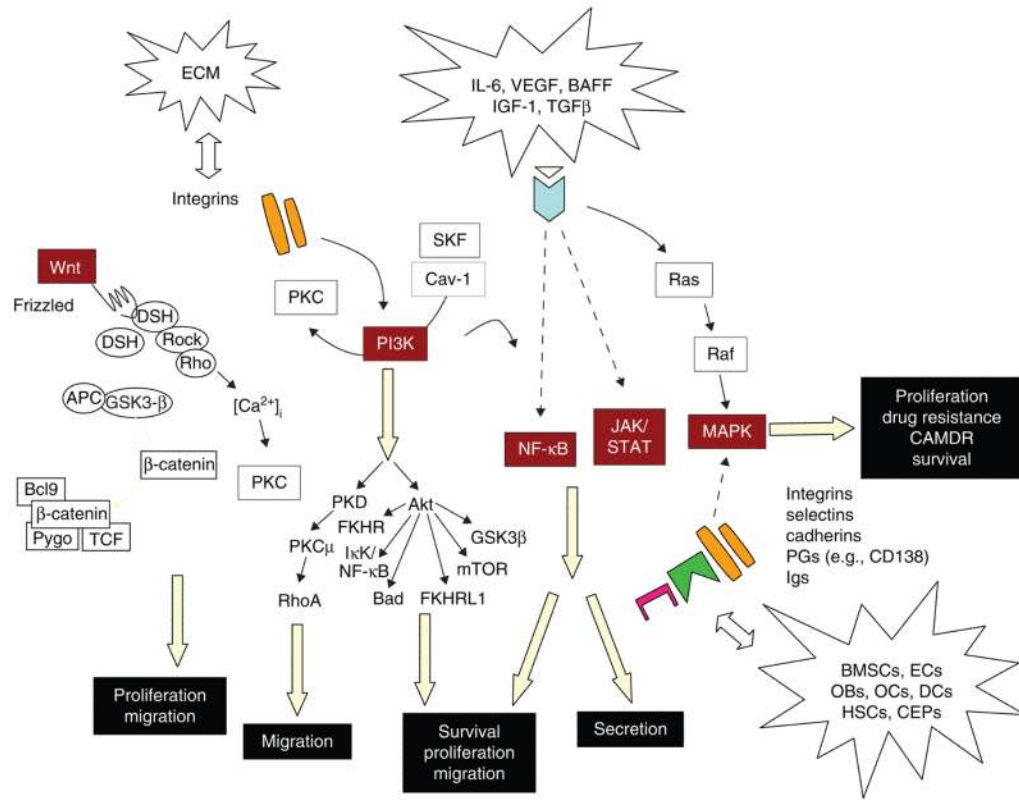 ECM
IL-6, VEGF, BAFF
IGF-1, TGFβ
Integrins
SKF
Cav-1
Wnt
Frizzled
PKC
Ras
DSH
DSH
Rock
Rho
PI3K
Raf
APC
GSK3-β
[Ca²⁺]ᵢ
NF-κB
JAK/
STAT
MAPK
Proliferation
drug resistance
CAMDR
survival
β-catenin
PKC
Bcl9
β-catenin
Pygo
TCF
PKD
Akt
FKHR
GSK3β
PKCμ
IκK/
NF-κB
mTOR
RhoA
Bad
FKHRL1
Integrins
selectins
cadherins
PGs (e.g., CD138)
Igs
BMSCs, ECs
OBs, OCs, DCs
HSCs, CEPs
Proliferation
migration
Migration
Survival
proliferation
migration
Secretion